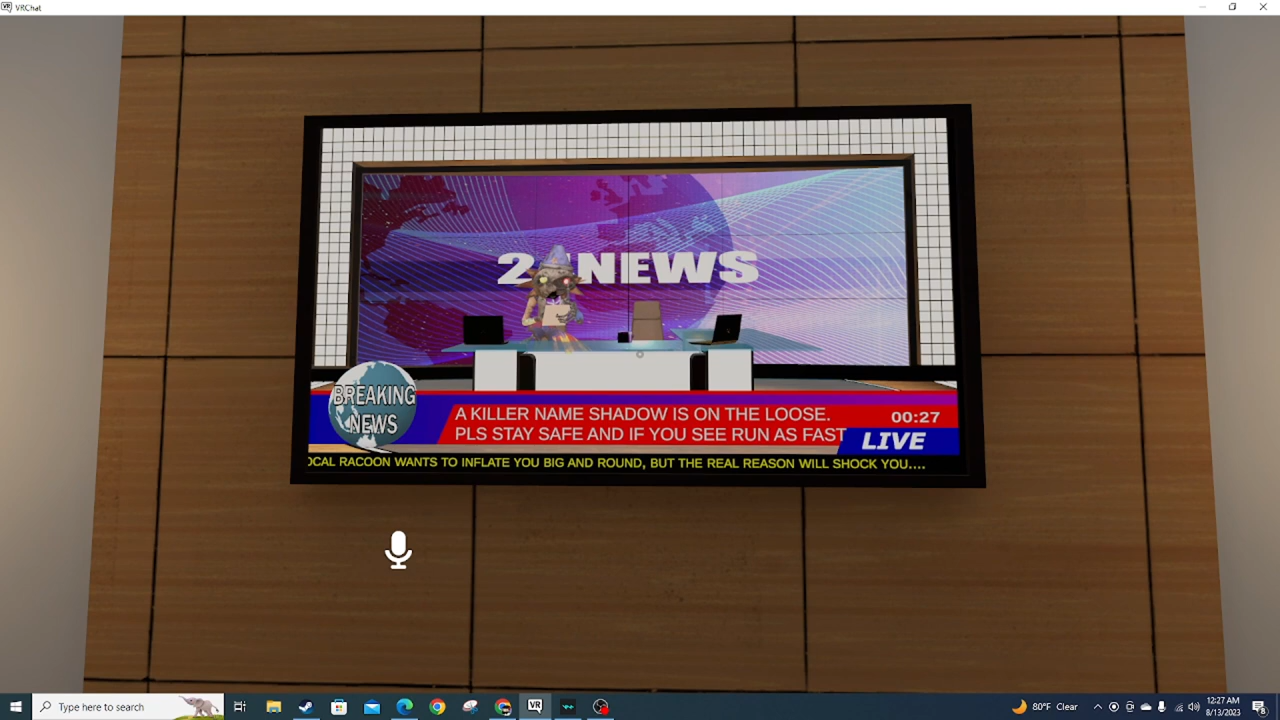 VRChat
2 NEWS
BREAKING
NEWS
A KILLER NAME SHADOW IS ON THE LOOSE.
PLS STAY SAFE AND IF YOU SEE RUN AS FAST
00:27
LIVE
OCAL RACOON WANTS TO INFLATE YOU BIG AND ROUND, BUT THE REAL REASON WILL SHOCK YOU....
Type here to search
VR
80°F Clear
12:27 AM
8/13/2023
8